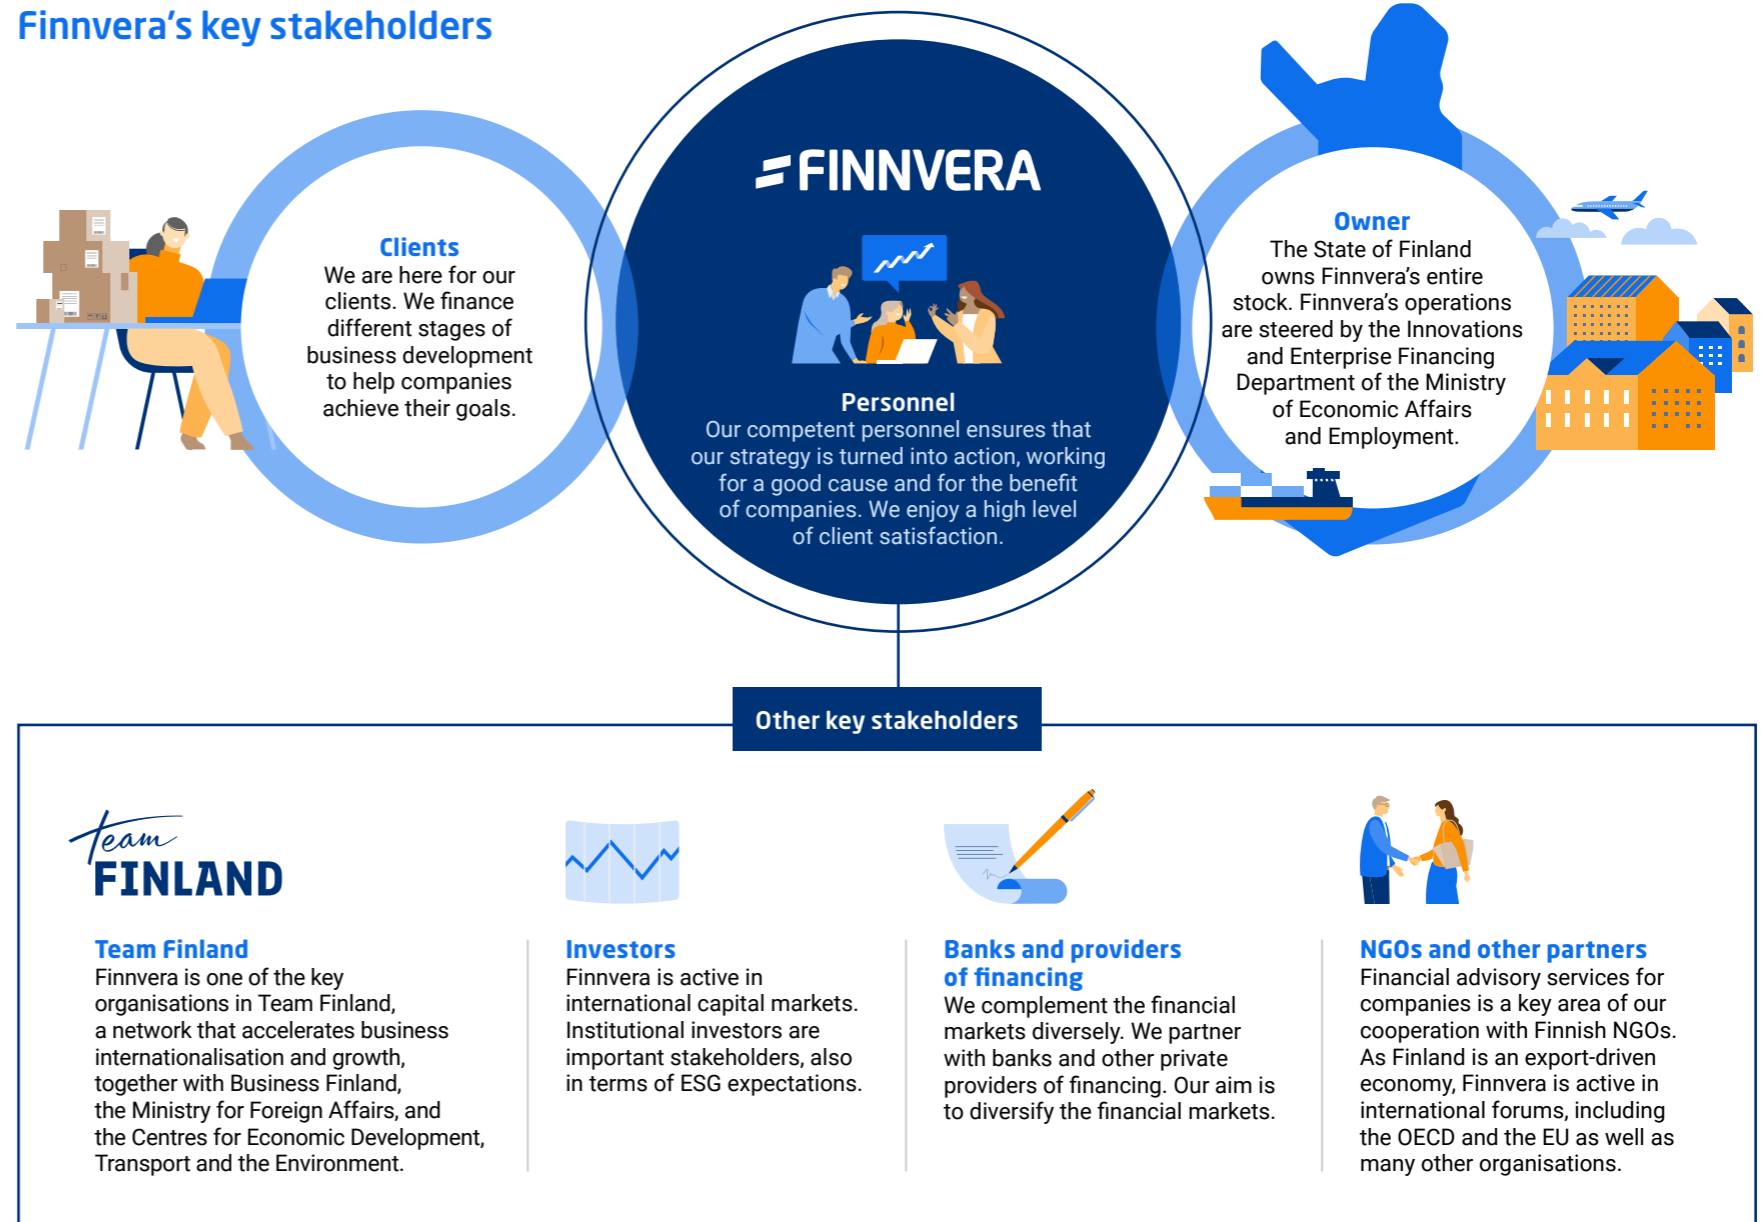 Finnvera's key stakeholders
Clients
We are here for our
clients. We finance
different stages of
business development
to help companies
achieve their goals.
FINNVERA
Personnel
Our competent personnel ensures that
our strategy is turned into action, working
for a good cause and for the benefit
of companies. We enjoy a high level
of client satisfaction.
Owner
The State of Finland
owns Finnvera's entire
stock. Finnvera's operations
are steered by the Innovations
and Enterprise Financing
Department of the Ministry
of Economic Affairs
and Employment.
Other key stakeholders
Team
FINLAND
Team Finland
Finnvera is one of the key
organisations in Team Finland,
a network that accelerates business
internationalisation and growth,
together with Business Finland,
the Ministry for Foreign Affairs, and
the Centres for Economic Development,
Transport and the Environment.
Investors
Finnvera is active in
international capital markets.
Institutional investors are
important stakeholders, also
in terms of ESG expectations.
Banks and providers
of financing
We complement the financial
markets diversely. We partner
with banks and other private
providers of financing. Our aim is
to diversify the financial markets.
NGOs and other partners
Financial advisory services for
companies is a key area of our
cooperation with Finnish NGOs.
As Finland is an export-driven
economy, Finnvera is active in
international forums, including
the OECD and the EU as well as
many other organisations.